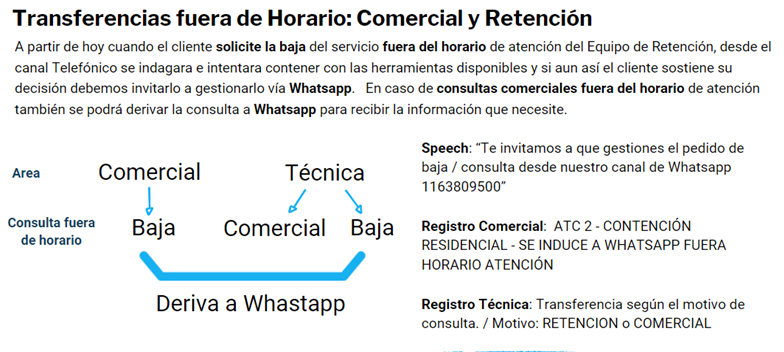 Transferencias fuera de Horario: Comercial y Retención
A partir de hoy cuando el cliente solicite la baja del servicio fuera del horario de atención del Equipo de Retención, desde el
canal Telefónico se indagara e intentara contener con las herramientas disponibles y si aun así el cliente sostiene su
decisión debemos invitarlo a gestionarlo vía Whatsapp. En caso de consultas comerciales fuera del horario de atención
también se podrá derivar la consulta a Whatsapp para recibir la información que necesite.
Area
Comercial
Técnica
Consulta fuera
de horario
Baja
Comercial
Baja
Deriva a Whastapp
Speech: “Te invitamos a que gestiones el pedido de
baja / consulta desde nuestro canal de Whatsapp
1163809500”
Registro Comercial: ATC 2 - CONTENCIÓN
RESIDENCIAL - SE INDUCE A WHATSAPP FUERA
HORARIO ATENCIÓN
Registro Técnica: Transferencia según el motivo de
consulta. / Motivo: RETENCION o COMERCIAL